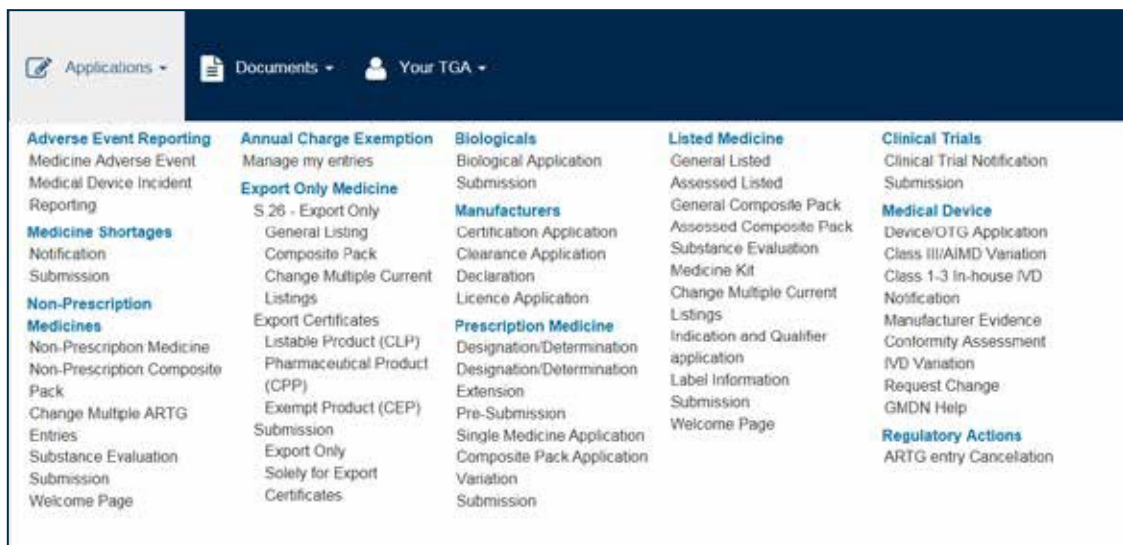 Applications
Documents
Your TGA
Adverse Event Reporting
Medicine Adverse Event
Medical Device Incident
Reporting
Medicine Shortages
Notification
Submission
Non-Prescription
Medicines
Non-Prescription Medicine
Non-Prescription Composite
Pack
Change Multiple ARTG
Entries
Substance Evaluation
Submission
Welcome Page
Annual Charge Exemption
Manage my entries
Export Only Medicine
S 26 - Export Only
General Listing
Composite Pack
Change Multiple Current
Listings
Export Certificates
Listable Product (CLP)
Pharmaceutical Product
(CPP)
Exempt Product (CEP)
Submission
Export Only
Solely for Export
Certificates
Biologicals
Biological Application
Submission
Manufacturers
Certification Application
Clearance Application
Declaration
Licence Application
Prescription Medicine
Designation/Determination
Designation/Determination
Extension
Pre-Submission
Single Medicine Application
Composite Pack Application
Variation
Submission
Listed Medicine
General Listed
Assessed Listed
General Composite Pack
Assessed Composite Pack
Substance Evaluation
Medicine Kit
Change Multiple Current
Listings
Indication and Qualifier
application
Label Information
Submission
Welcome Page
Clinical Trials
Clinical Trial Notification
Submission
Medical Device
Device/OTG Application
Class III/AIMD Variation
Class 1-3 In-house IVD
Notification
Manufacturer Evidence
Conformity Assessment
IVD Variation
Request Change
GMDN Help
Regulatory Actions
ARTG entry Cancellation